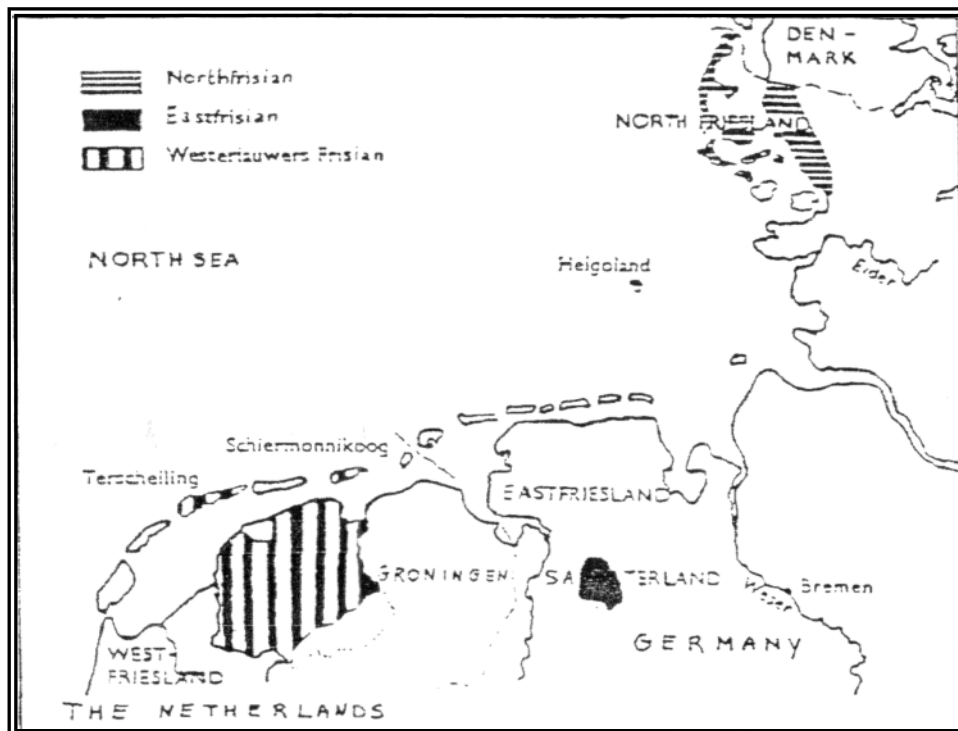 DEN-
MARK
Northfrisian
Eastfrisian
Westerlauwers Frisian
NORTH FRIESLAND
NORTH SEA
Helgoland
Eider
Schiermonnikoog
Terschelling
EASTFRIESLAND
GRONINGEN
SATERLAND
Weser
Bremen
GERMANY
WEST-
FRIESLAND
THE NETHERLANDS